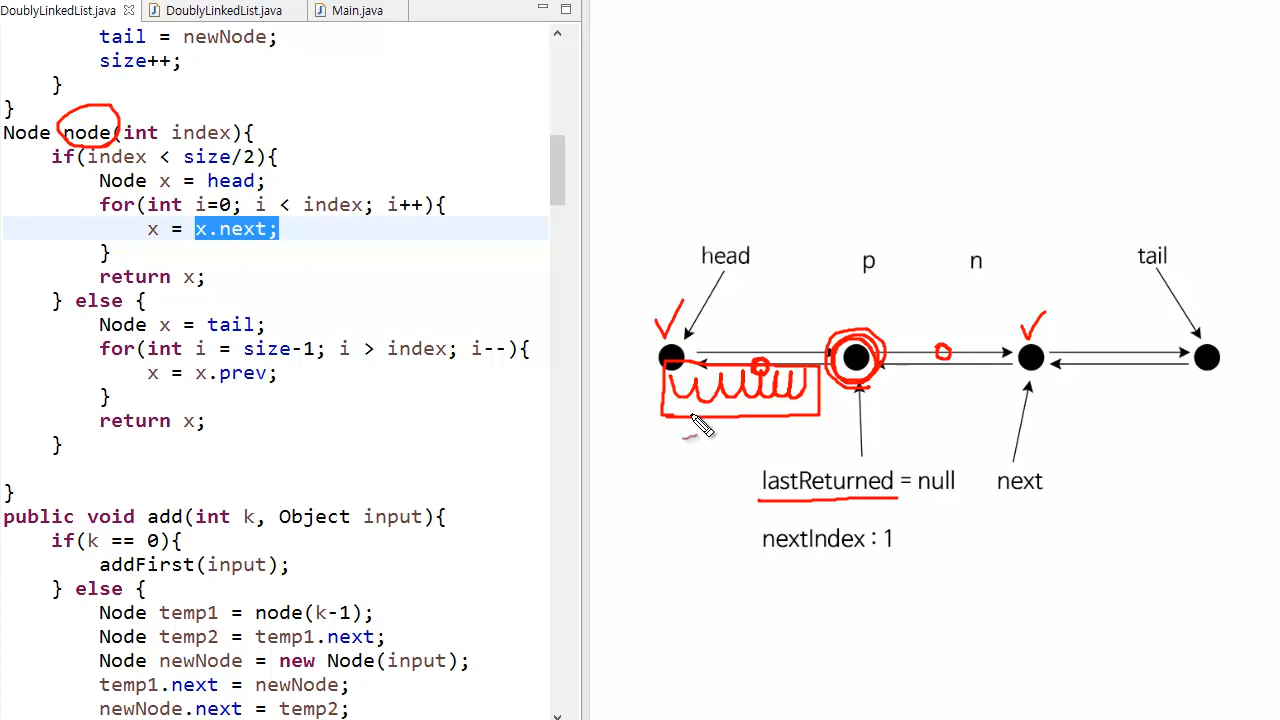 DoublyLinkedList.java DoublyLinkedList.java Main.java
tail = newNode;
size++;
}
}
Node node(int index){
if(index < size/2){
Node x = head;
for(int i=0; i < index; i++){
x = x.next;
}
return x;
} else {
Node x = tail;
for(int i = size-1; i > index; i--){
x = x.prev;
}
return x;
}
}
public void add(int k, Object input){
if(k == 0){
addFirst(input);
} else {
Node temp1 = node(k-1);
Node temp2 = temp1.next;
Node newNode = new Node(input);
temp1.next = newNode;
newNode.next = temp2;
head p n tail
lastReturned = null next
nextIndex : 1